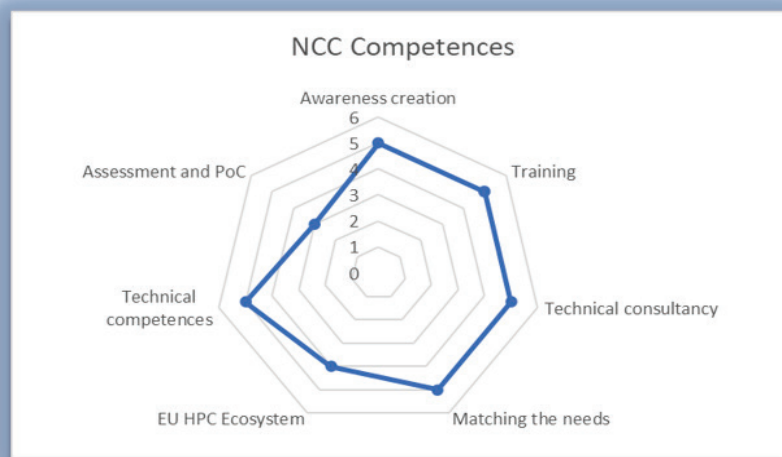 NCC Competences
Awareness creation
6
5
4
3
2
1
0
Training
Technical consultancy
Matching the needs
EU HPC Ecosystem
Technical
competences
Assessment and PoC